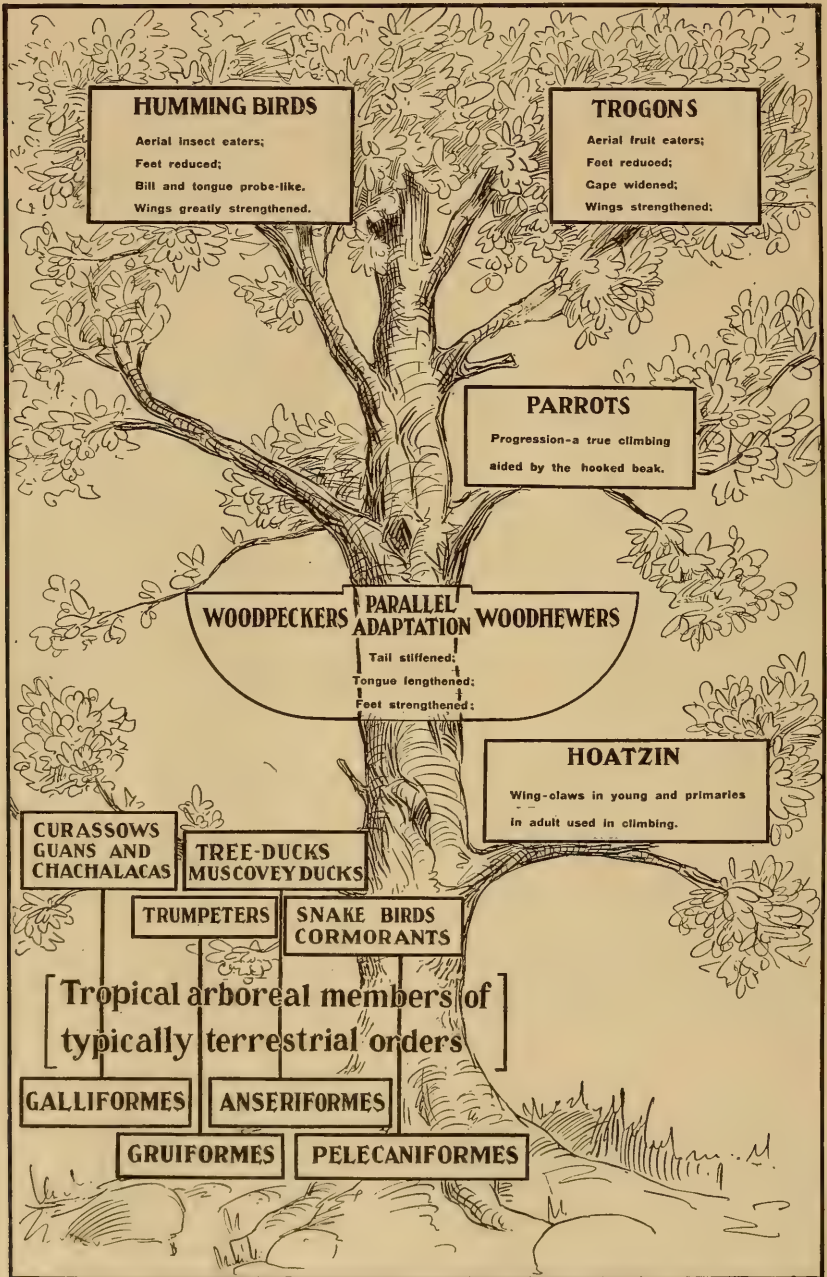 HUMMING BIRDS
Aerial insect eaters;
Feet reduced;
Bill and tongue probe-like.
Wings greatly strengthened.
TROGONS
Aerial fruit eaters;
Feet reduced;
Gape widened;
Wings strengthened;
PARROTS
Progression-a true climbing
aided by the hooked beak.
WOODPECKERS
PARALLEL
ADAPTATION
Tail stiffened;
Tongue lengthened;
Feet strengthened;
WOODHEWERS
HOATZIN
Wing-claws in young and primaries
in adult used in climbing.
CURASSOWS
GUANS AND
CHACHALACAS
TREE-DUCKS
MUSCOVEY DUCKS
TRUMPETERS
SNAKE BIRDS
CORMORANTS
[Tropical arboreal members of
typically terrestrial orders]
GALLIFORMES
ANSERIFORMES
GRUIFORMES
PELECANIFORMES